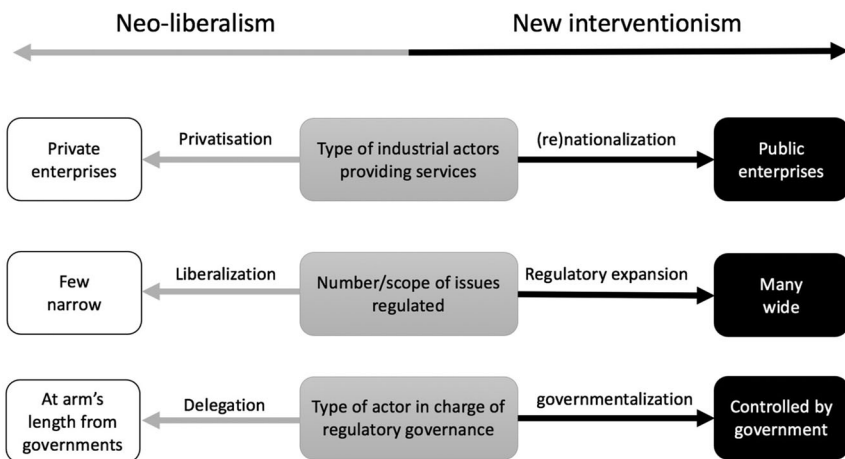 Neo-liberalism
New interventionism
Private
enterprises
Privatisation
Type of industrial actors
providing services
(re)nationalization
Public
enterprises
Few
narrow
Liberalization
Number/scope of issues
regulated
Regulatory expansion
Many
wide
At arm's
length from
governments
Delegation
Type of actor in charge of
regulatory governance
governmentalization
Controlled by
government